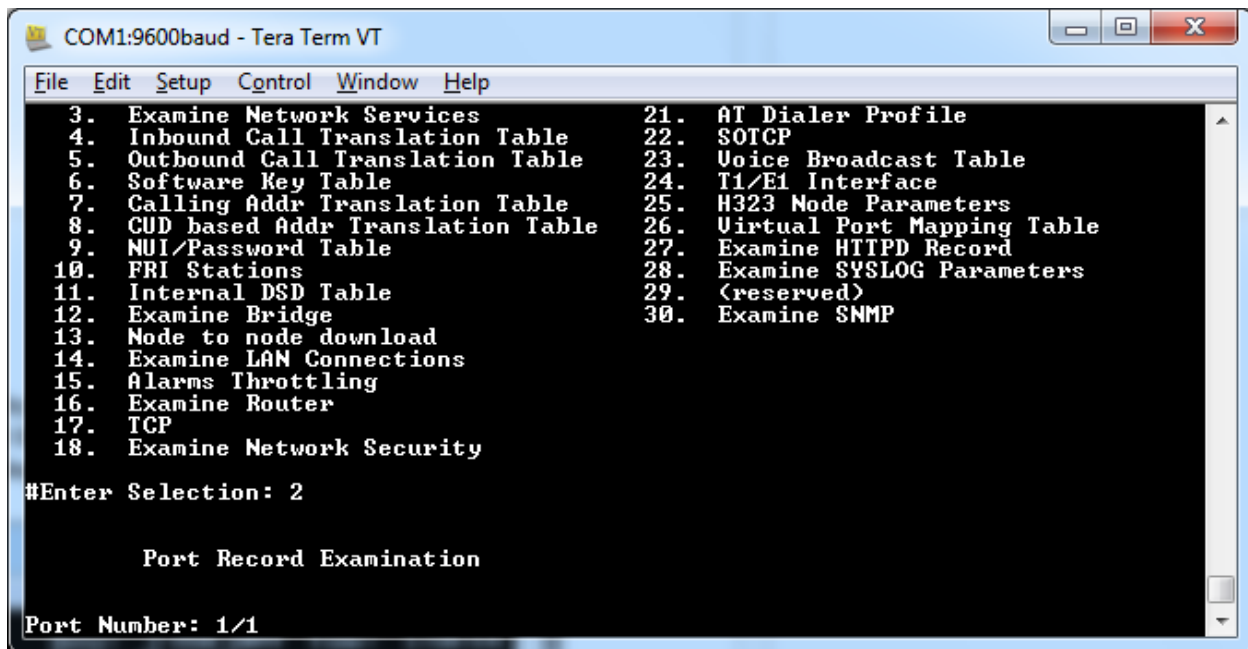 COM1:9600baud - Tera Term VT
File Edit Setup Control Window Help
3. Examine Network Services 21. AT Dialer Profile
4. Inbound Call Translation Table 22. SOTCP
5. Outbound Call Translation Table 23. Voice Broadcast Table
6. Software Key Table 24. T1/E1 Interface
7. Calling Addr Translation Table 25. H323 Node Parameters
8. CUD based Addr Translation Table 26. Virtual Port Mapping Table
9. NUI/Password Table 27. Examine HTTPD Record
10. FRI Stations 28. Examine SYSLOG Parameters
11. Internal DSD Table 29. (reserved)
12. Examine Bridge 30. Examine SNMP
13. Node to node download
14. Examine LAN Connections
15. Alarms Throttling
16. Examine Router
17. TCP
18. Examine Network Security
#Enter Selection: 2
Port Record Examination
Port Number: 1/1